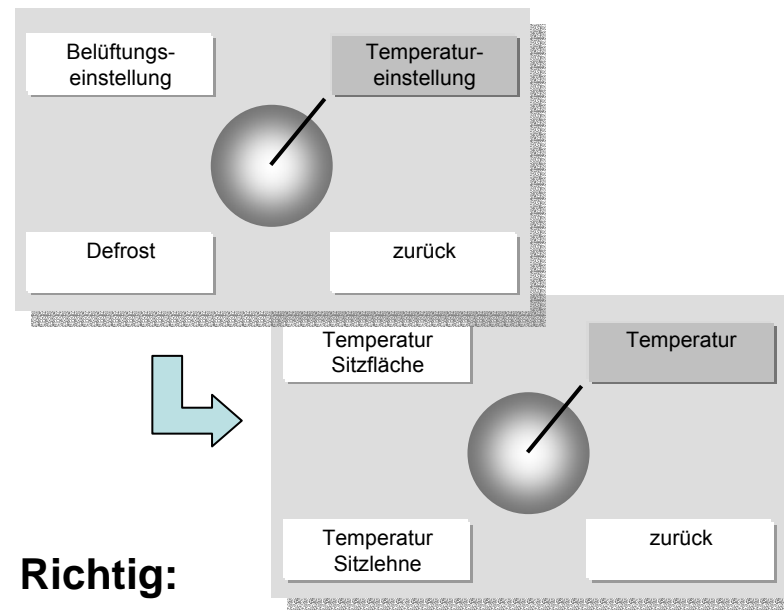 Belüftungs-
einstellung
Temperatur-
einstellung
Defrost
zurück
Temperatur
Sitzfläche
Temperatur
Temperatur
Sitzlehne
zurück
Richtig: